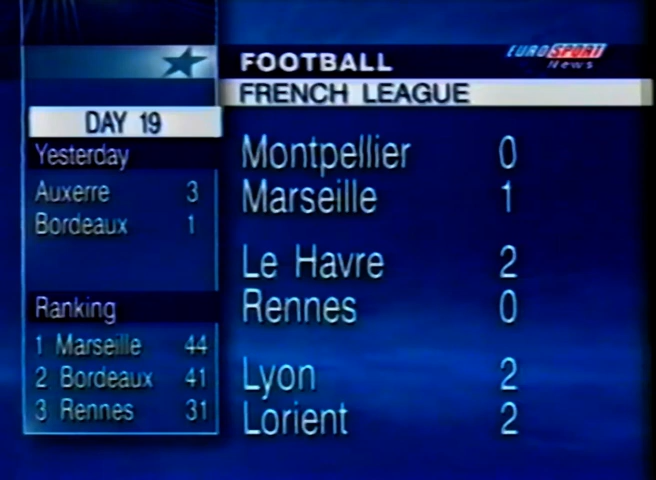 EUROSPORT
News
FOOTBALL
FRENCH LEAGUE
DAY 19
Yesterday
Auxerre 3
Bordeaux 1
Ranking
1 Marseille 44
2 Bordeaux 41
3 Rennes 31
Montpellier 0
Marseille 1
Le Havre 2
Rennes 0
Lyon 2
Lorient 2